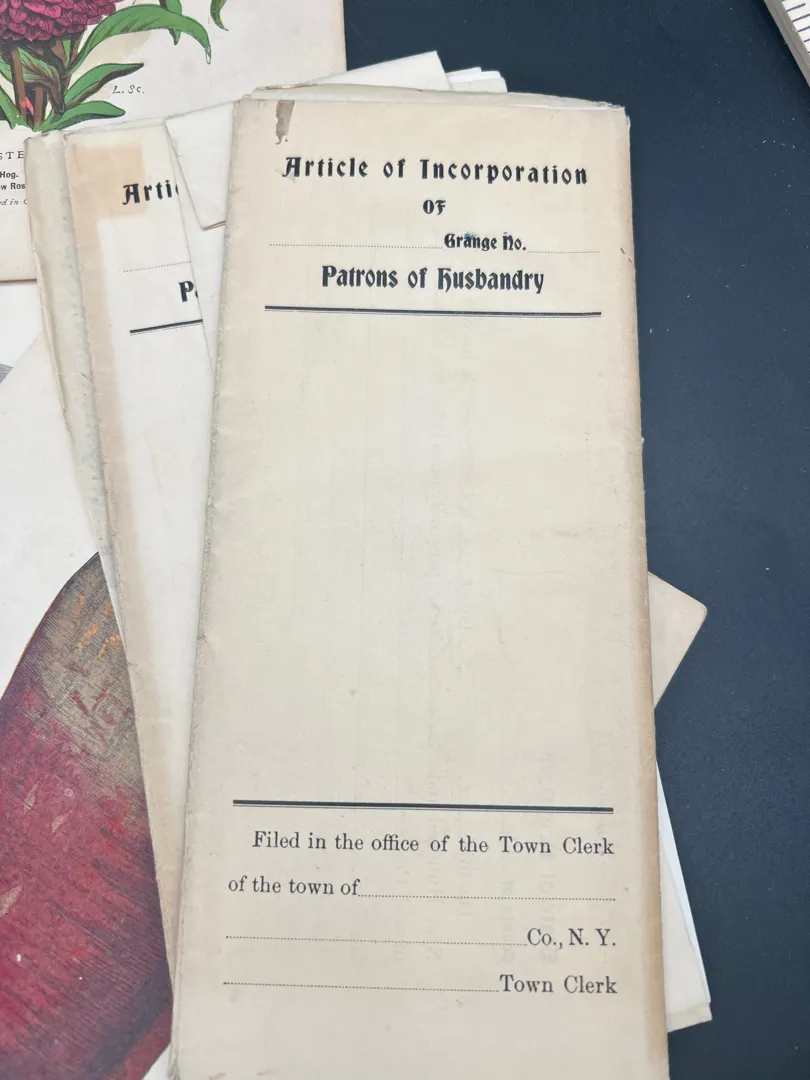 L. Sc.
Hog.
Article of Incorporation
OF
Grange No.
Patrons of Husbandry
Filed in the office of the Town Clerk
of the town of
Co., N. Y.
Town Clerk